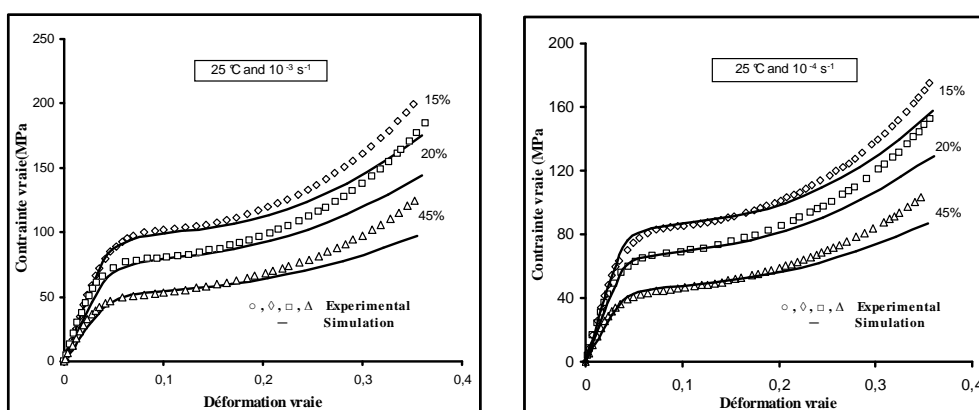 250
200
150
100
50
0
0
0,1
0,2
0,3
0,4
Contrainte vraie(MPa
Déformation vraie
25 °C and 10 -3 s-1
15%
20%
45%
○ , ◊ , □ , Δ Experimental
— Simulation
200
160
120
80
40
0
0
0,1
0,2
0,3
0,4
Contrainte vraie (MPa
Déformation vraie
25 °C and 10 -4 s-1
15%
20%
45%
○ , ◊ , □ , Δ Experimental
— Simulation